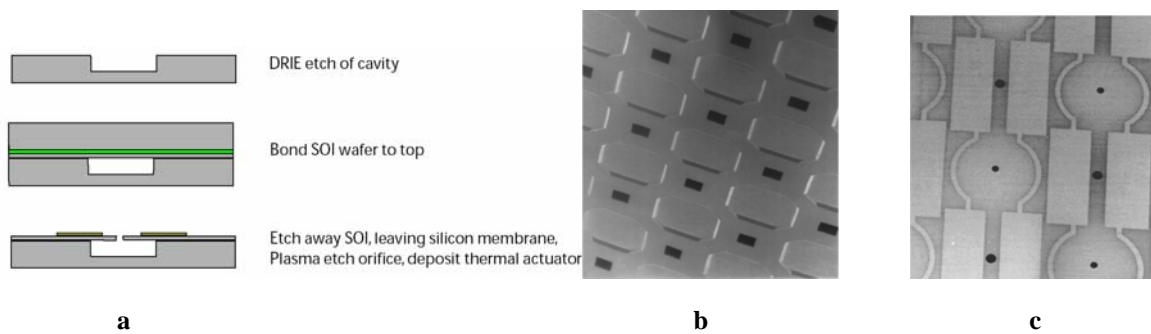 DRIE etch of cavity
Bond SOI wafer to top
Etch away SOI, leaving silicon membrane,
Plasma etch orifice, deposit thermal actuator
a b c